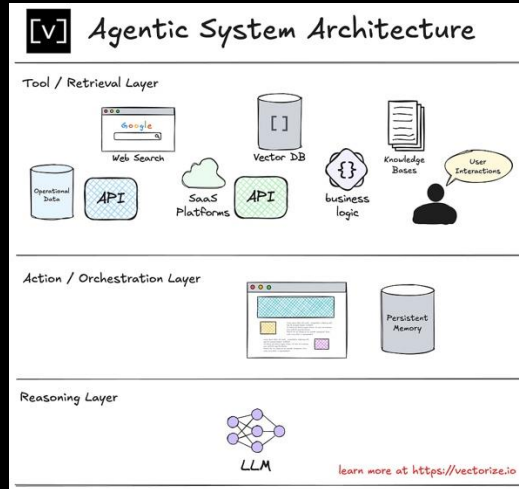 [v] Agentic System Architecture
Tool / Retrieval Layer
Google
Web Search
[ ]
Vector DB
Knowledge
Bases
User
Interactions
Operational
Data
API
SaaS
Platforms
API
{}
business
logic
Action / Orchestration Layer
Persistent
Memory
Reasoning Layer
LLM
learn more at https://vectorize.io